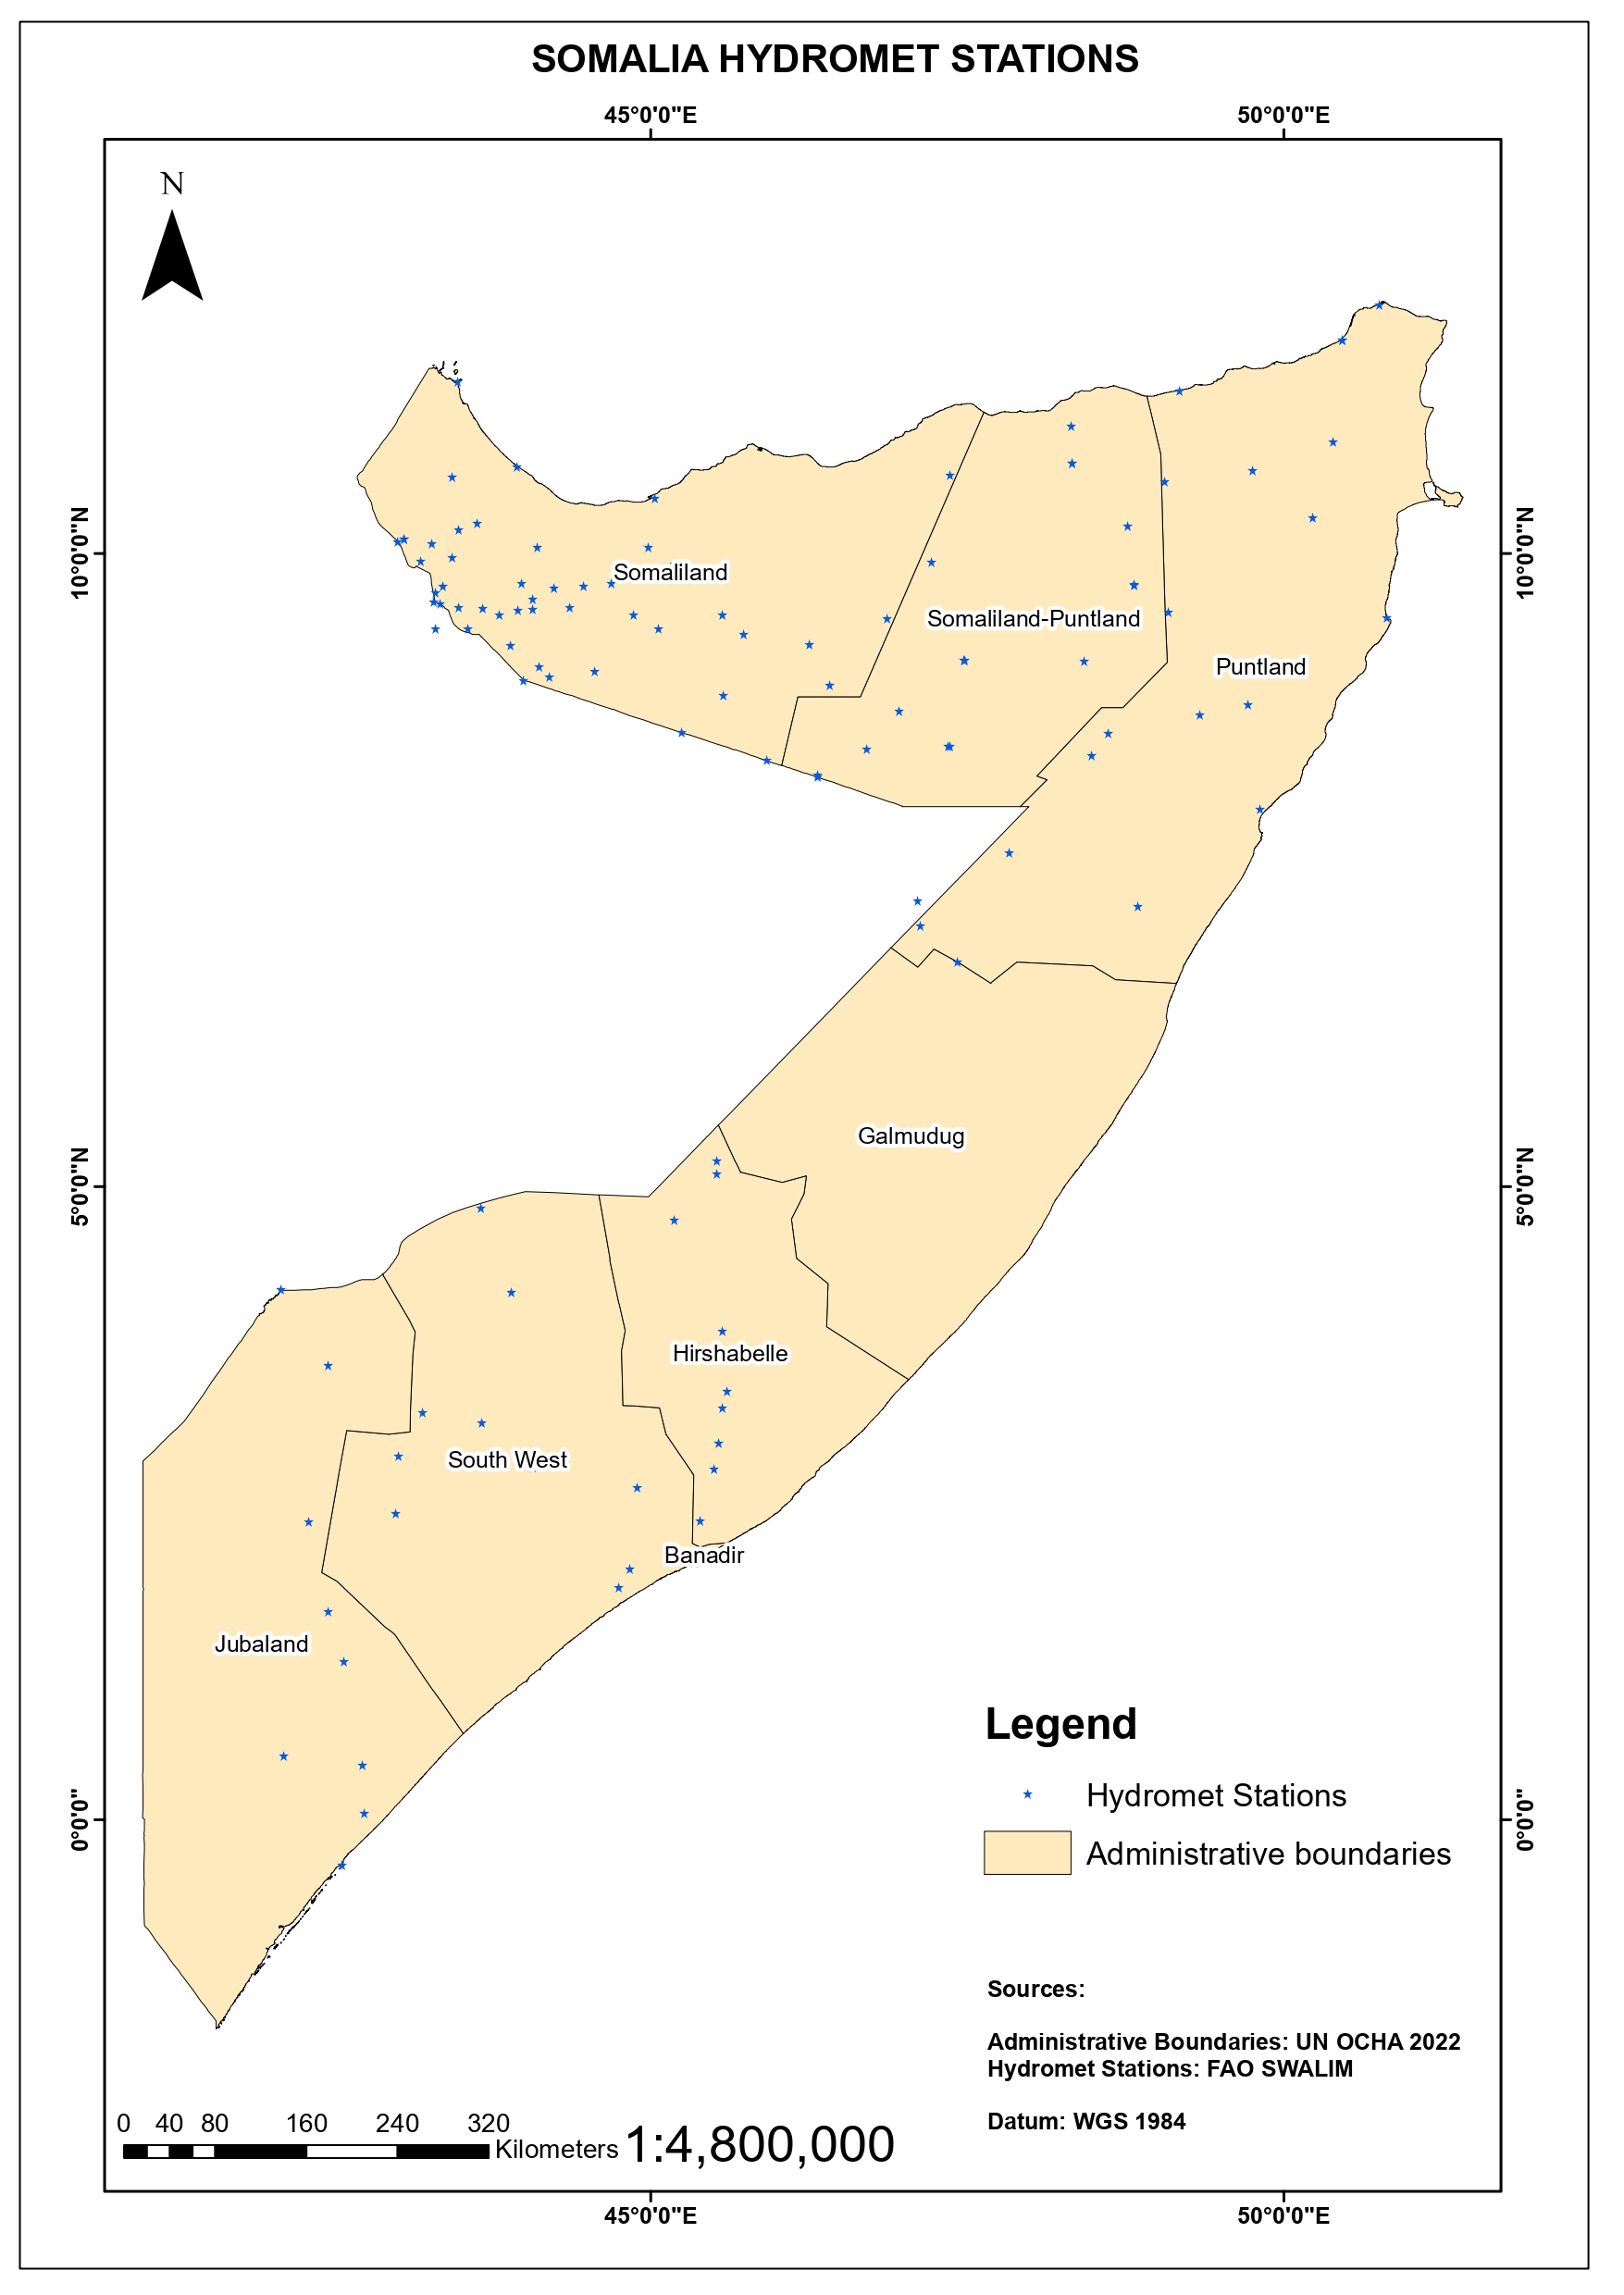 SOMALIA HYDROMET STATIONS
45°0'0"E
50°0'0"E
N
10°0'0"N
10°0'0"N
Somaliland
Somaliland-Puntland
Puntland
Galmudug
5°0'0"N
5°0'0"N
Hirshabelle
South West
Banadir
Jubaland
Legend
Hydromet Stations
Administrative boundaries
0°0'0"
0°0'0"
Sources:
Administrative Boundaries: UN OCHA 2022
Hydromet Stations: FAO SWALIM
Datum: WGS 1984
0 40 80 160 240 320
Kilometers 1:4,800,000
45°0'0"E
50°0'0"E